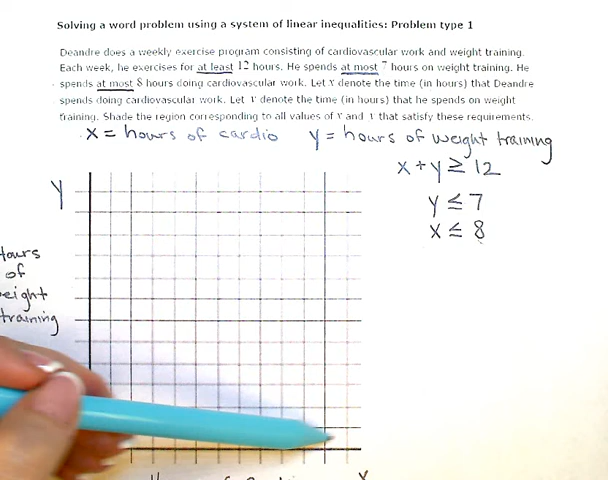 Solving a word problem using a system of linear inequalities: Problem type 1
Deandre does a weekly exercise program consisting of cardiovascular work and weight training.
Each week, he exercises for at least 12 hours. He spends at most 7 hours on weight training. He
spends at most 8 hours doing cardiovascular work. Let x denote the time (in hours) that Deandre
spends doing cardiovascular work. Let y denote the time (in hours) that he spends on weight
training. Shade the region corresponding to all values of x and y that satisfy these requirements.
x = hours of cardio y = hours of weight training
x + y ≥ 12
y ≤ 7
x ≤ 8
y
of
training
x